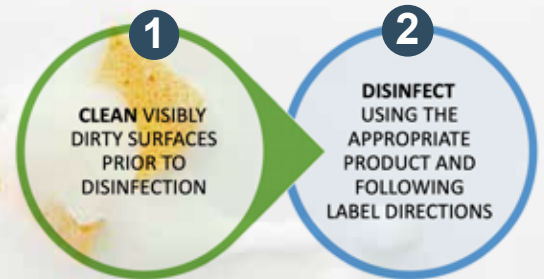 1
CLEAN VISIBLY
DIRTY SURFACES
PRIOR TO
DISINFECTION
2
DISINFECT
USING THE
APPROPRIATE
PRODUCT AND
FOLLOWING
LABEL DIRECTIONS